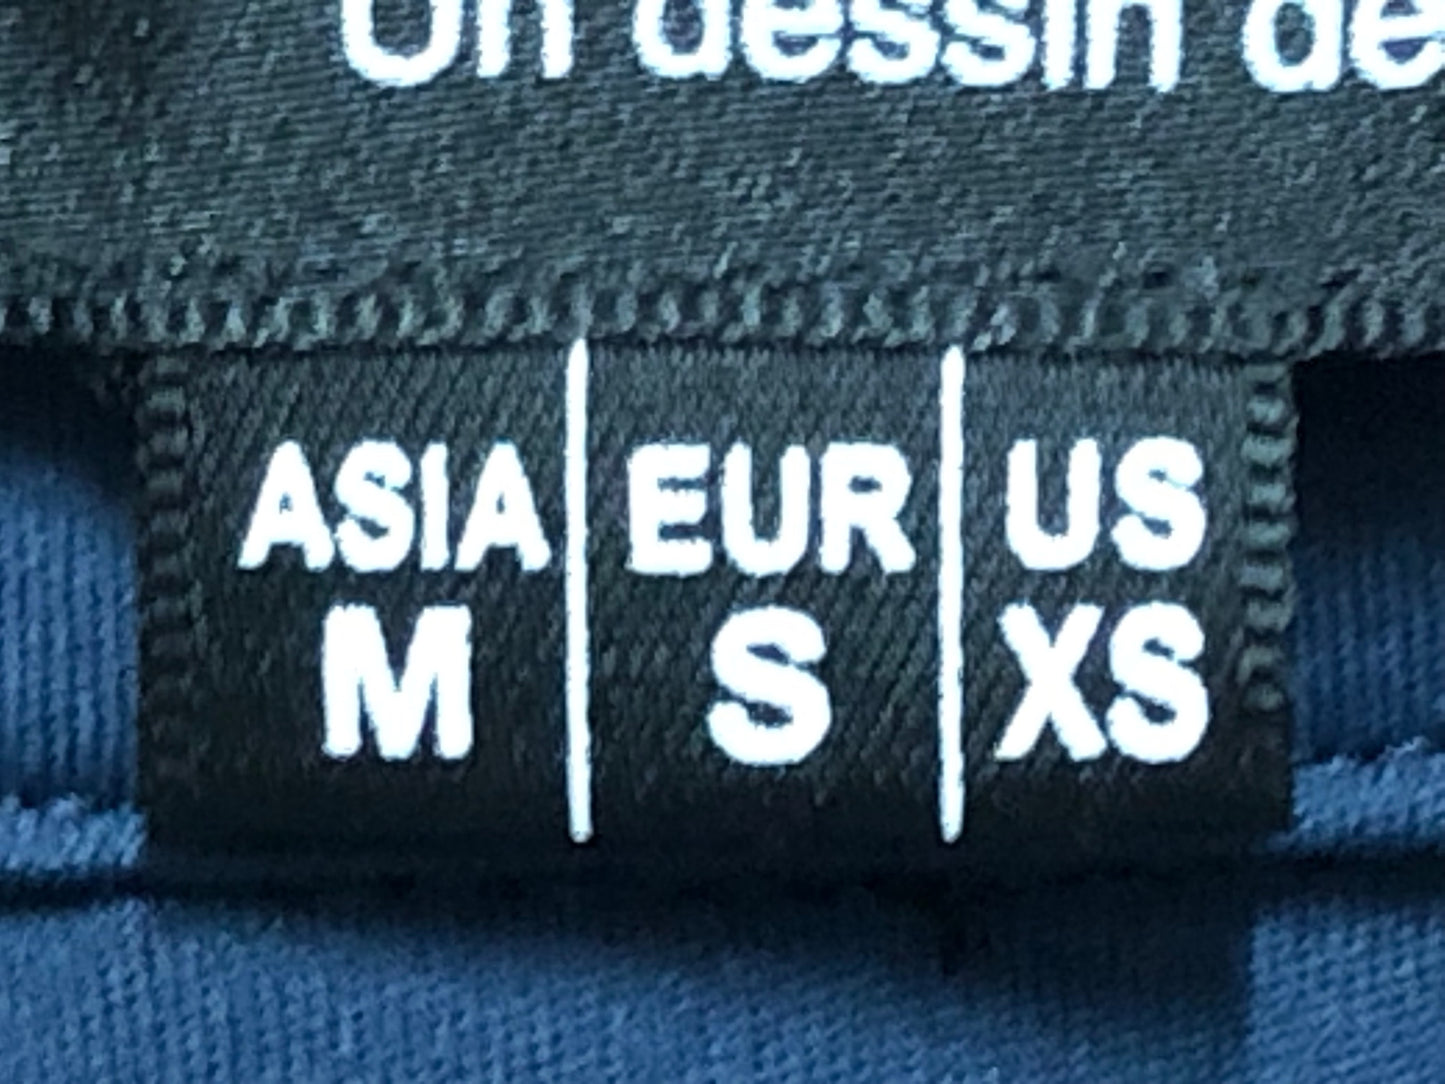 Un dessin de
ASIA EUR US
M S XS